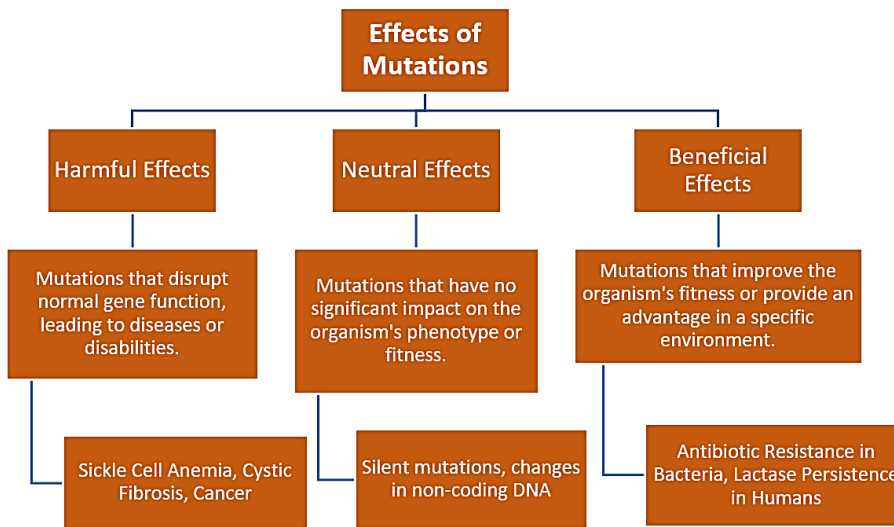 Effects of
Mutations
Harmful Effects
Neutral Effects
Beneficial
Effects
Mutations that disrupt
normal gene function,
leading to diseases or
disabilities.
Mutations that have no
significant impact on the
organism's phenotype or
fitness.
Mutations that improve the
organism's fitness or provide an
advantage in a specific
environment.
Sickle Cell Anemia, Cystic
Fibrosis, Cancer
Silent mutations, changes
in non-coding DNA
Antibiotic Resistance in
Bacteria, Lactase Persistence
in Humans